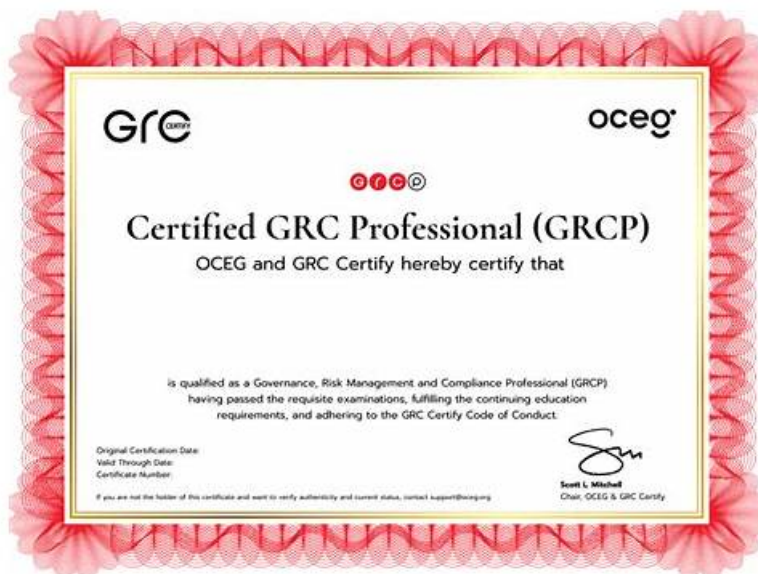 GrC CERTIFY
oceg
GrCP
Certified GRC Professional (GRCP)
OCEG and GRC Certify hereby certify that
is qualified as a Governance, Risk Management and Compliance Professional (GRCP)
having passed the requisite examinations, fulfilling the continuing education
requirements, and adhering to the GRC Certify Code of Conduct.
Original Certification Date:
Valid Through Date:
Certificate Number:
Scott L. Mitchell
Chair, OCEG & GRC Certify
If you are not the holder of this certificate and want to verify authenticity and current status, contact support@oceg.org